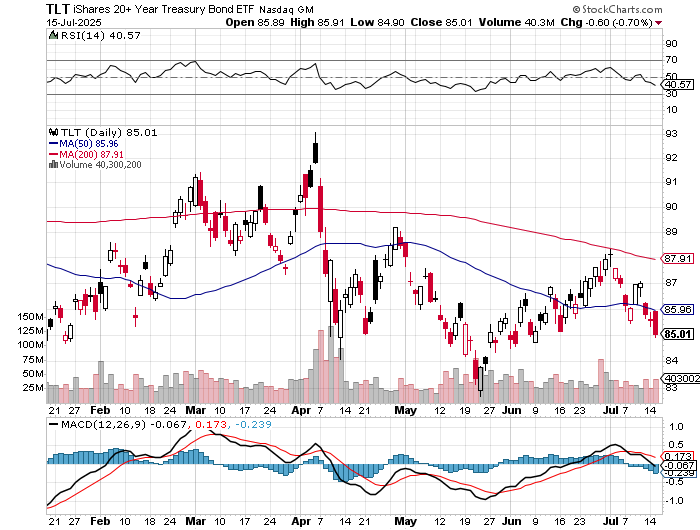 TLT iShares 20+ Year Treasury Bond ETF Nasdaq GM
© StockCharts.com
15-Jul-2025
Open 85.89 High 85.91 Low 84.90 Close 85.01 Volume 40.3M Chg -0.60 (-0.70%)
RSI(14) 40.57
90
70
50
40.57
30
10
TLT (Daily) 85.01
MA(50) 85.96
MA(200) 87.91
Volume 40,300,200
93
92
91
90
89
88
87.91
87
85.96
85.01
83
150M
125M
100M
75M
50M
25M
403002
21 27 Feb 10 18 24 Mar 10 17 24 Apr 7 14 21 May 12 19 27 Jun 9 16 23 Jul 7 14
MACD(12,26,9) -0.067, 0.173, -0.239
1.0
0.5
0.173
-0.067
-0.239
-0.5
-1.0
21 27 Feb 10 18 24 Mar 10 17 24 Apr 7 14 21 May 12 19 27 Jun 9 16 23 Jul 7 14